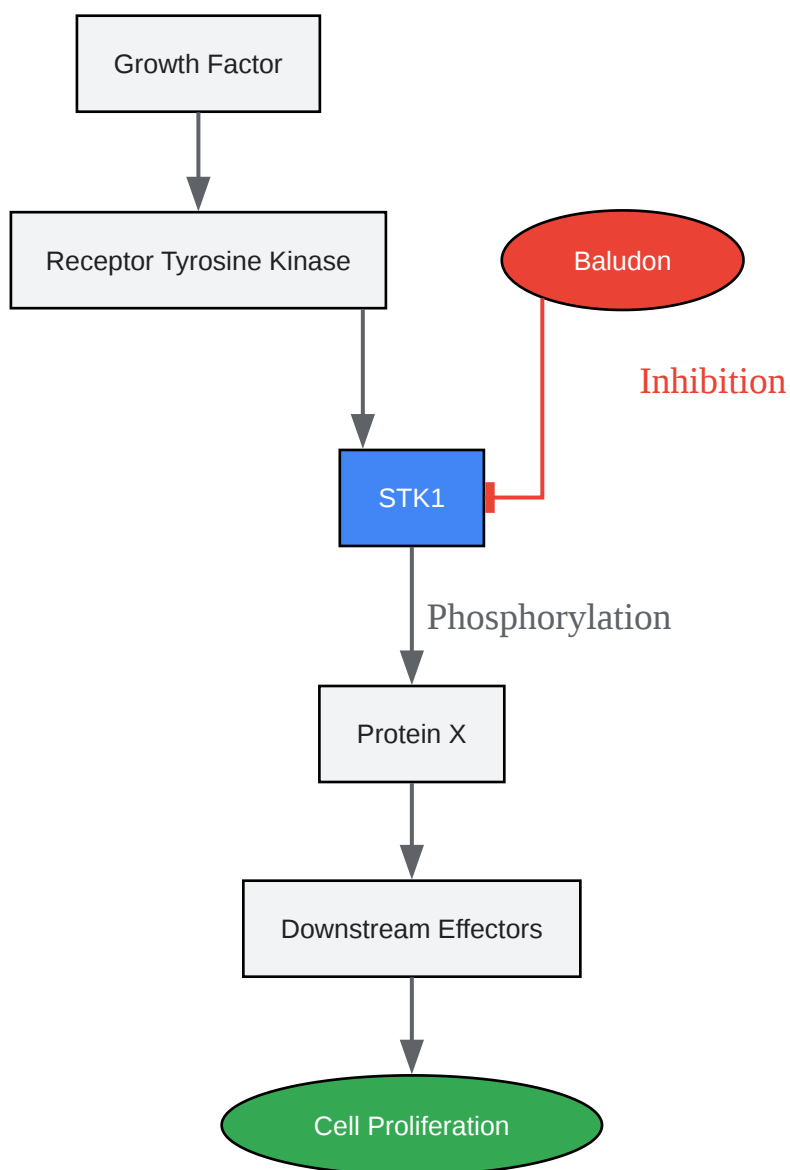 Growth Factor
Receptor Tyrosine Kinase
Baludon
Inhibition
STK1
Phosphorylation
Protein X
Downstream Effectors
Cell Proliferation